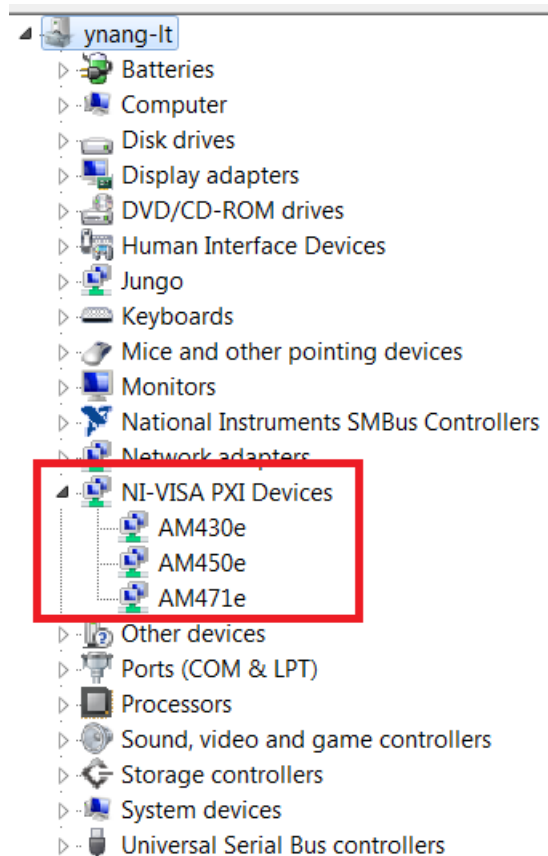 ynang-lt
Batteries
Computer
Disk drives
Display adapters
DVD/CD-ROM drives
Human Interface Devices
Jungo
Keyboards
Mice and other pointing devices
Monitors
National Instruments SMBus Controllers
Network adapters
NI-VISA PXI Devices
AM430e
AM450e
AM471e
Other devices
Ports (COM & LPT)
Processors
Sound, video and game controllers
Storage controllers
System devices
Universal Serial Bus controllers